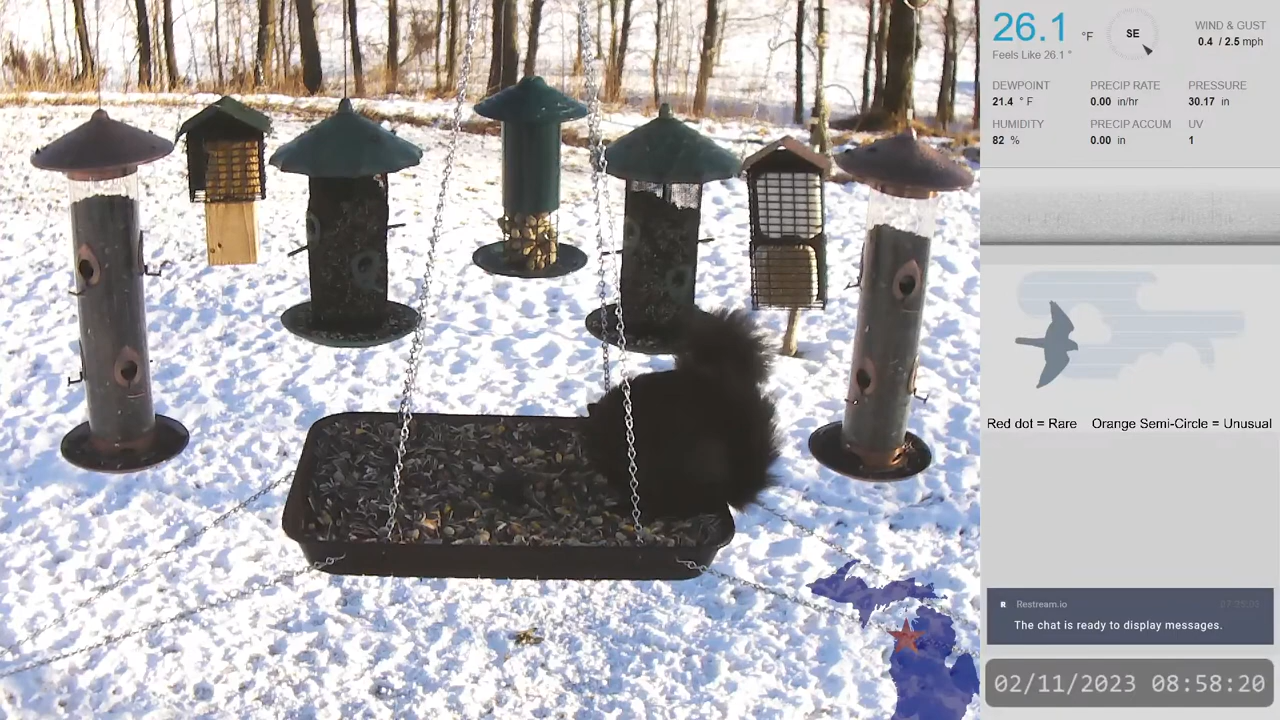 26.1 °F
Feels Like 26.1 °
SE
WIND & GUST
0.4 / 2.5 mph
DEWPOINT
21.4 ° F
PRECIP RATE
0.00 in/hr
PRESSURE
30.17 in
HUMIDITY
82 %
PRECIP ACCUM
0.00 in
UV
1
Red dot = Rare Orange Semi-Circle = Unusual
R Restream.io
The chat is ready to display messages.
02/11/2023 08:58:20